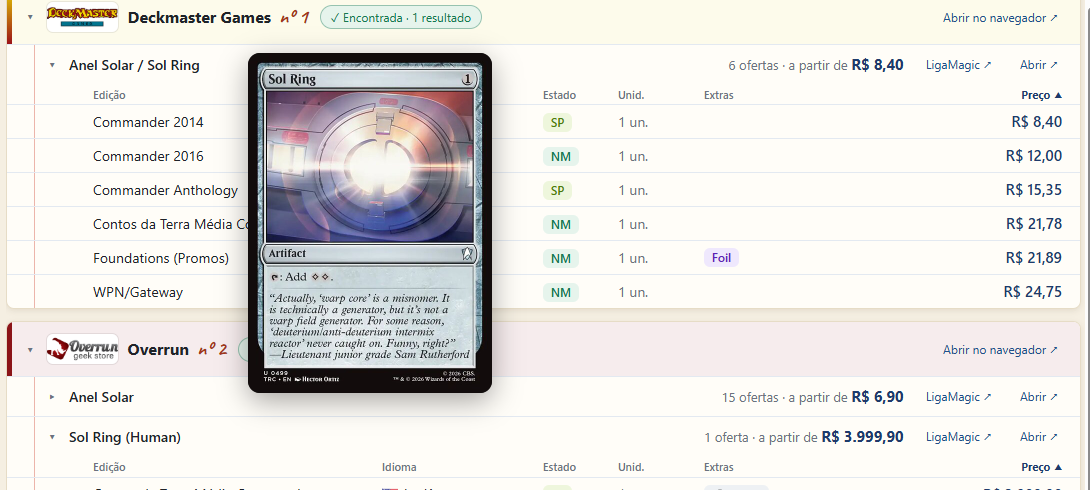 DECKMASTER
GAMES
Deckmaster Games nº 1 ✓ Encontrada · 1 resultado Abrir no navegador ↗
Anel Solar / Sol Ring 6 ofertas · a partir de R$ 8,40 LigaMagic ↗ Abrir ↗
Edição Estado Unid. Extras Preço ▲
Commander 2014 SP 1 un. R$ 8,40
Commander 2016 NM 1 un. R$ 12,00
Commander Anthology SP 1 un. R$ 15,35
Contos da Terra Média Co NM 1 un. R$ 21,78
Foundations (Promos) NM 1 un. Foil R$ 21,89
WPN/Gateway NM 1 un. R$ 24,75
Sol Ring 1
Artifact
: Add .
“Actually, ‘warp core’ is a misnomer. It
is technically a generator, but it's not a
warp field generator. For some reason,
‘deuterium/anti-deuterium intermix
reactor’ never caught on. Funny, right?”
—Lieutenant junior grade Sam Rutherford
U 0499 © 2026 CBS.
TRC • EN Hector Ortiz ™ & © 2026 Wizards of the Coast
Overrun
geek store
Overrun nº 2 Abrir no navegador ↗
Anel Solar 15 ofertas · a partir de R$ 6,90 LigaMagic ↗ Abrir ↗
Sol Ring (Human) 1 oferta · a partir de R$ 3.999,90 LigaMagic ↗ Abrir ↗
Edição Idioma Estado Unid. Extras Preço ▲